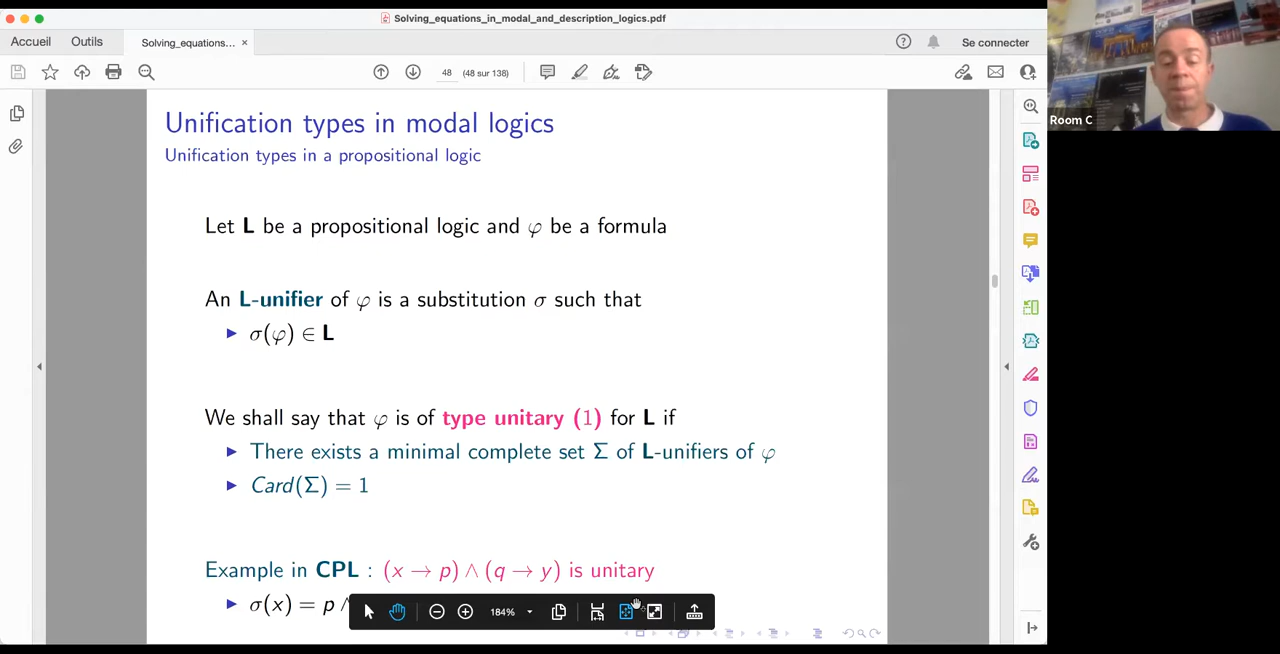 Solving_equations_in_modal_and_description_logics.pdf
Accueil Outils Solving_equations... × Se connecter
48 (48 sur 138)
Room C
Unification types in modal logics
Unification types in a propositional logic
Let L be a propositional logic and φ be a formula
An L-unifier of φ is a substitution σ such that
▶ σ(φ) ∈ L
We shall say that φ is of type unitary (1) for L if
▶ There exists a minimal complete set Σ of L-unifiers of φ
▶ Card(Σ) = 1
Example in CPL : (x → p) ∧ (q → y) is unitary
▶ σ(x) = p ∧
184%